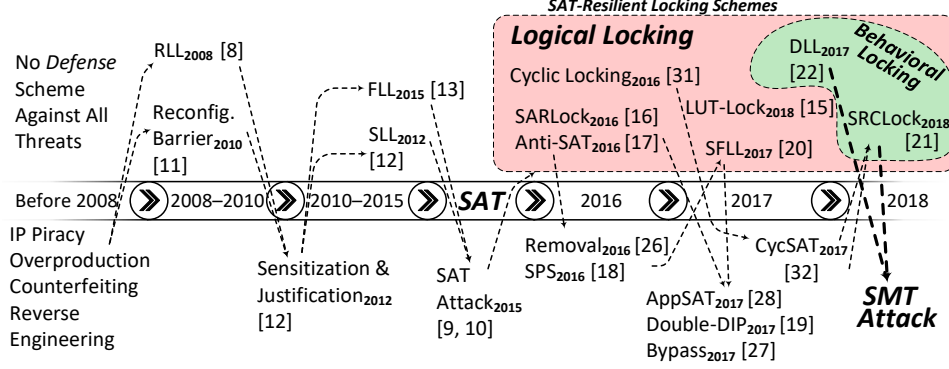 SAT-Resilient Locking Schemes
Logical Locking
Behavioral
Locking
No Defense
Scheme
Against All
Threats
RLL2008 [8]
Reconfig.
Barrier2010
[11]
FLL2015 [13]
SLL2012
[12]
Cyclic Locking2016 [31]
SARLock2016 [16]
Anti-SAT2016 [17]
DLL2017
[22]
LUT-Lock2018 [15]
SFLL2017 [20]
SRCLock2018
[21]
Before 2008
2008–2010
2010–2015
SAT
2016
2017
2018
IP Piracy
Overproduction
Counterfeiting
Reverse
Engineering
Sensitization &
Justification2012
[12]
SAT
Attack2015
[9, 10]
Removal2016 [26]
SPS2016 [18]
AppSAT2017 [28]
Double-DIP2017 [19]
Bypass2017 [27]
CycSAT2017
[32]
SMT
Attack